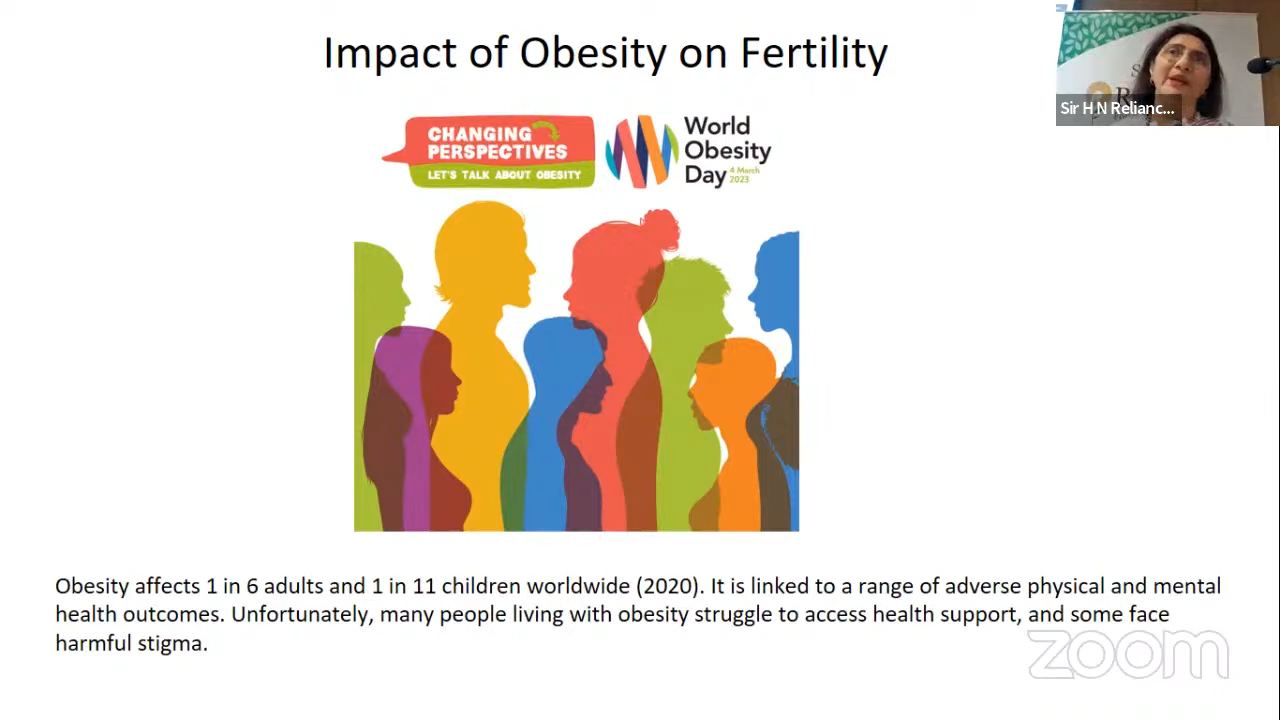 Impact of Obesity on Fertility
CHANGING
PERSPECTIVES
LET'S TALK ABOUT OBESITY
World
Obesity
Day 4 March
2023
Sir H N Relianc...
Obesity affects 1 in 6 adults and 1 in 11 children worldwide (2020). It is linked to a range of adverse physical and mental
health outcomes. Unfortunately, many people living with obesity struggle to access health support, and some face
harmful stigma.
zoom